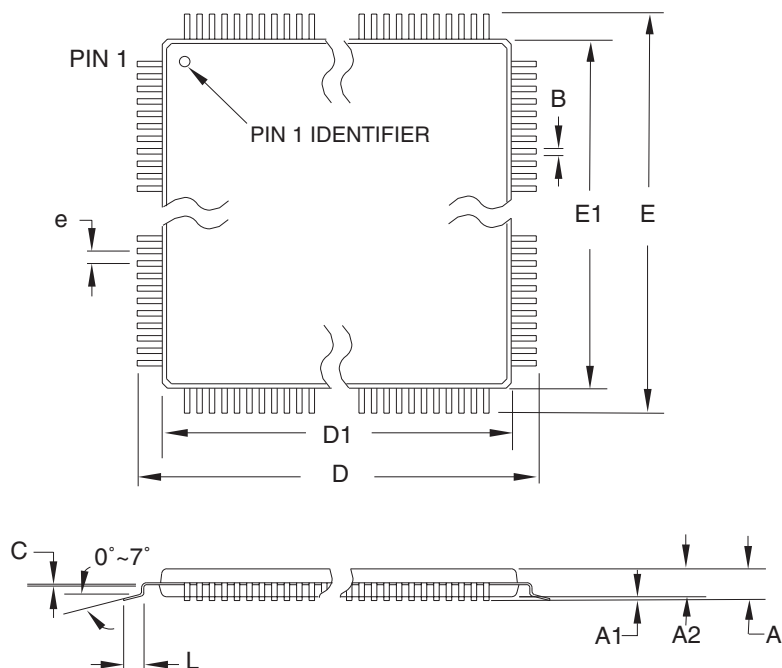 PIN 1
B
PIN 1 IDENTIFIER
e
E1
E
D1
D
C
0˚~7˚
A1
A2
A
L